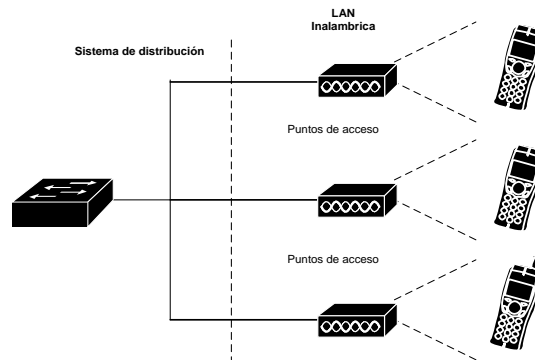 LAN
Inalambrica
Sistema de distribución
Puntos de acceso
Puntos de acceso